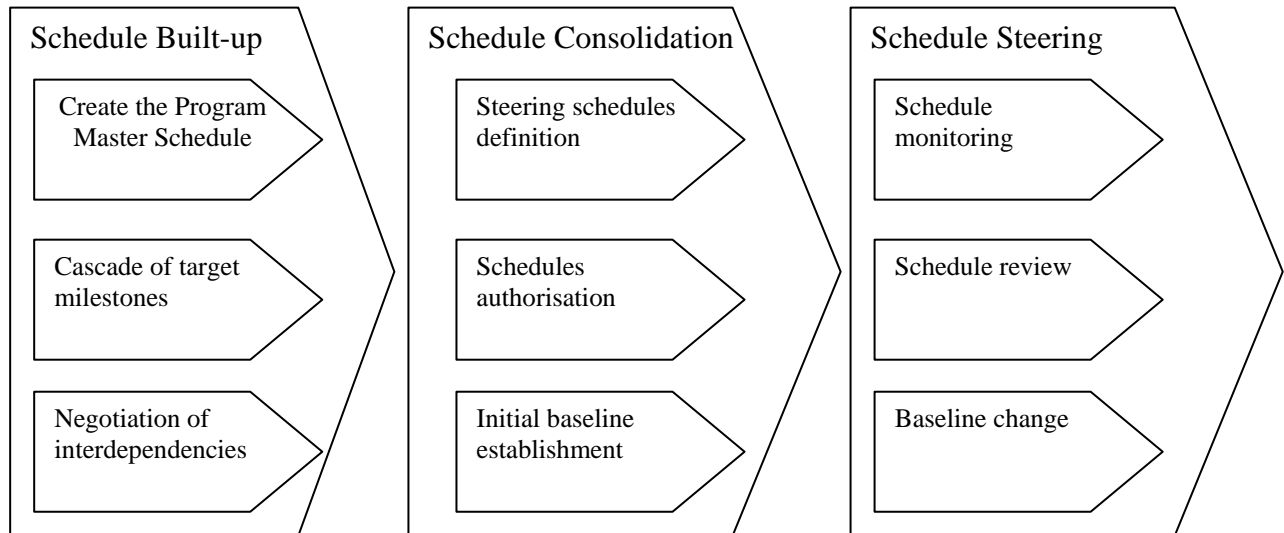 Schedule Built-up
Create the Program
Master Schedule
Cascade of target
milestones
Negotiation of
interdependencies
Schedule Consolidation
Steering schedules
definition
Schedules
authorisation
Initial baseline
establishment
Schedule Steering
Schedule
monitoring
Schedule review
Baseline change